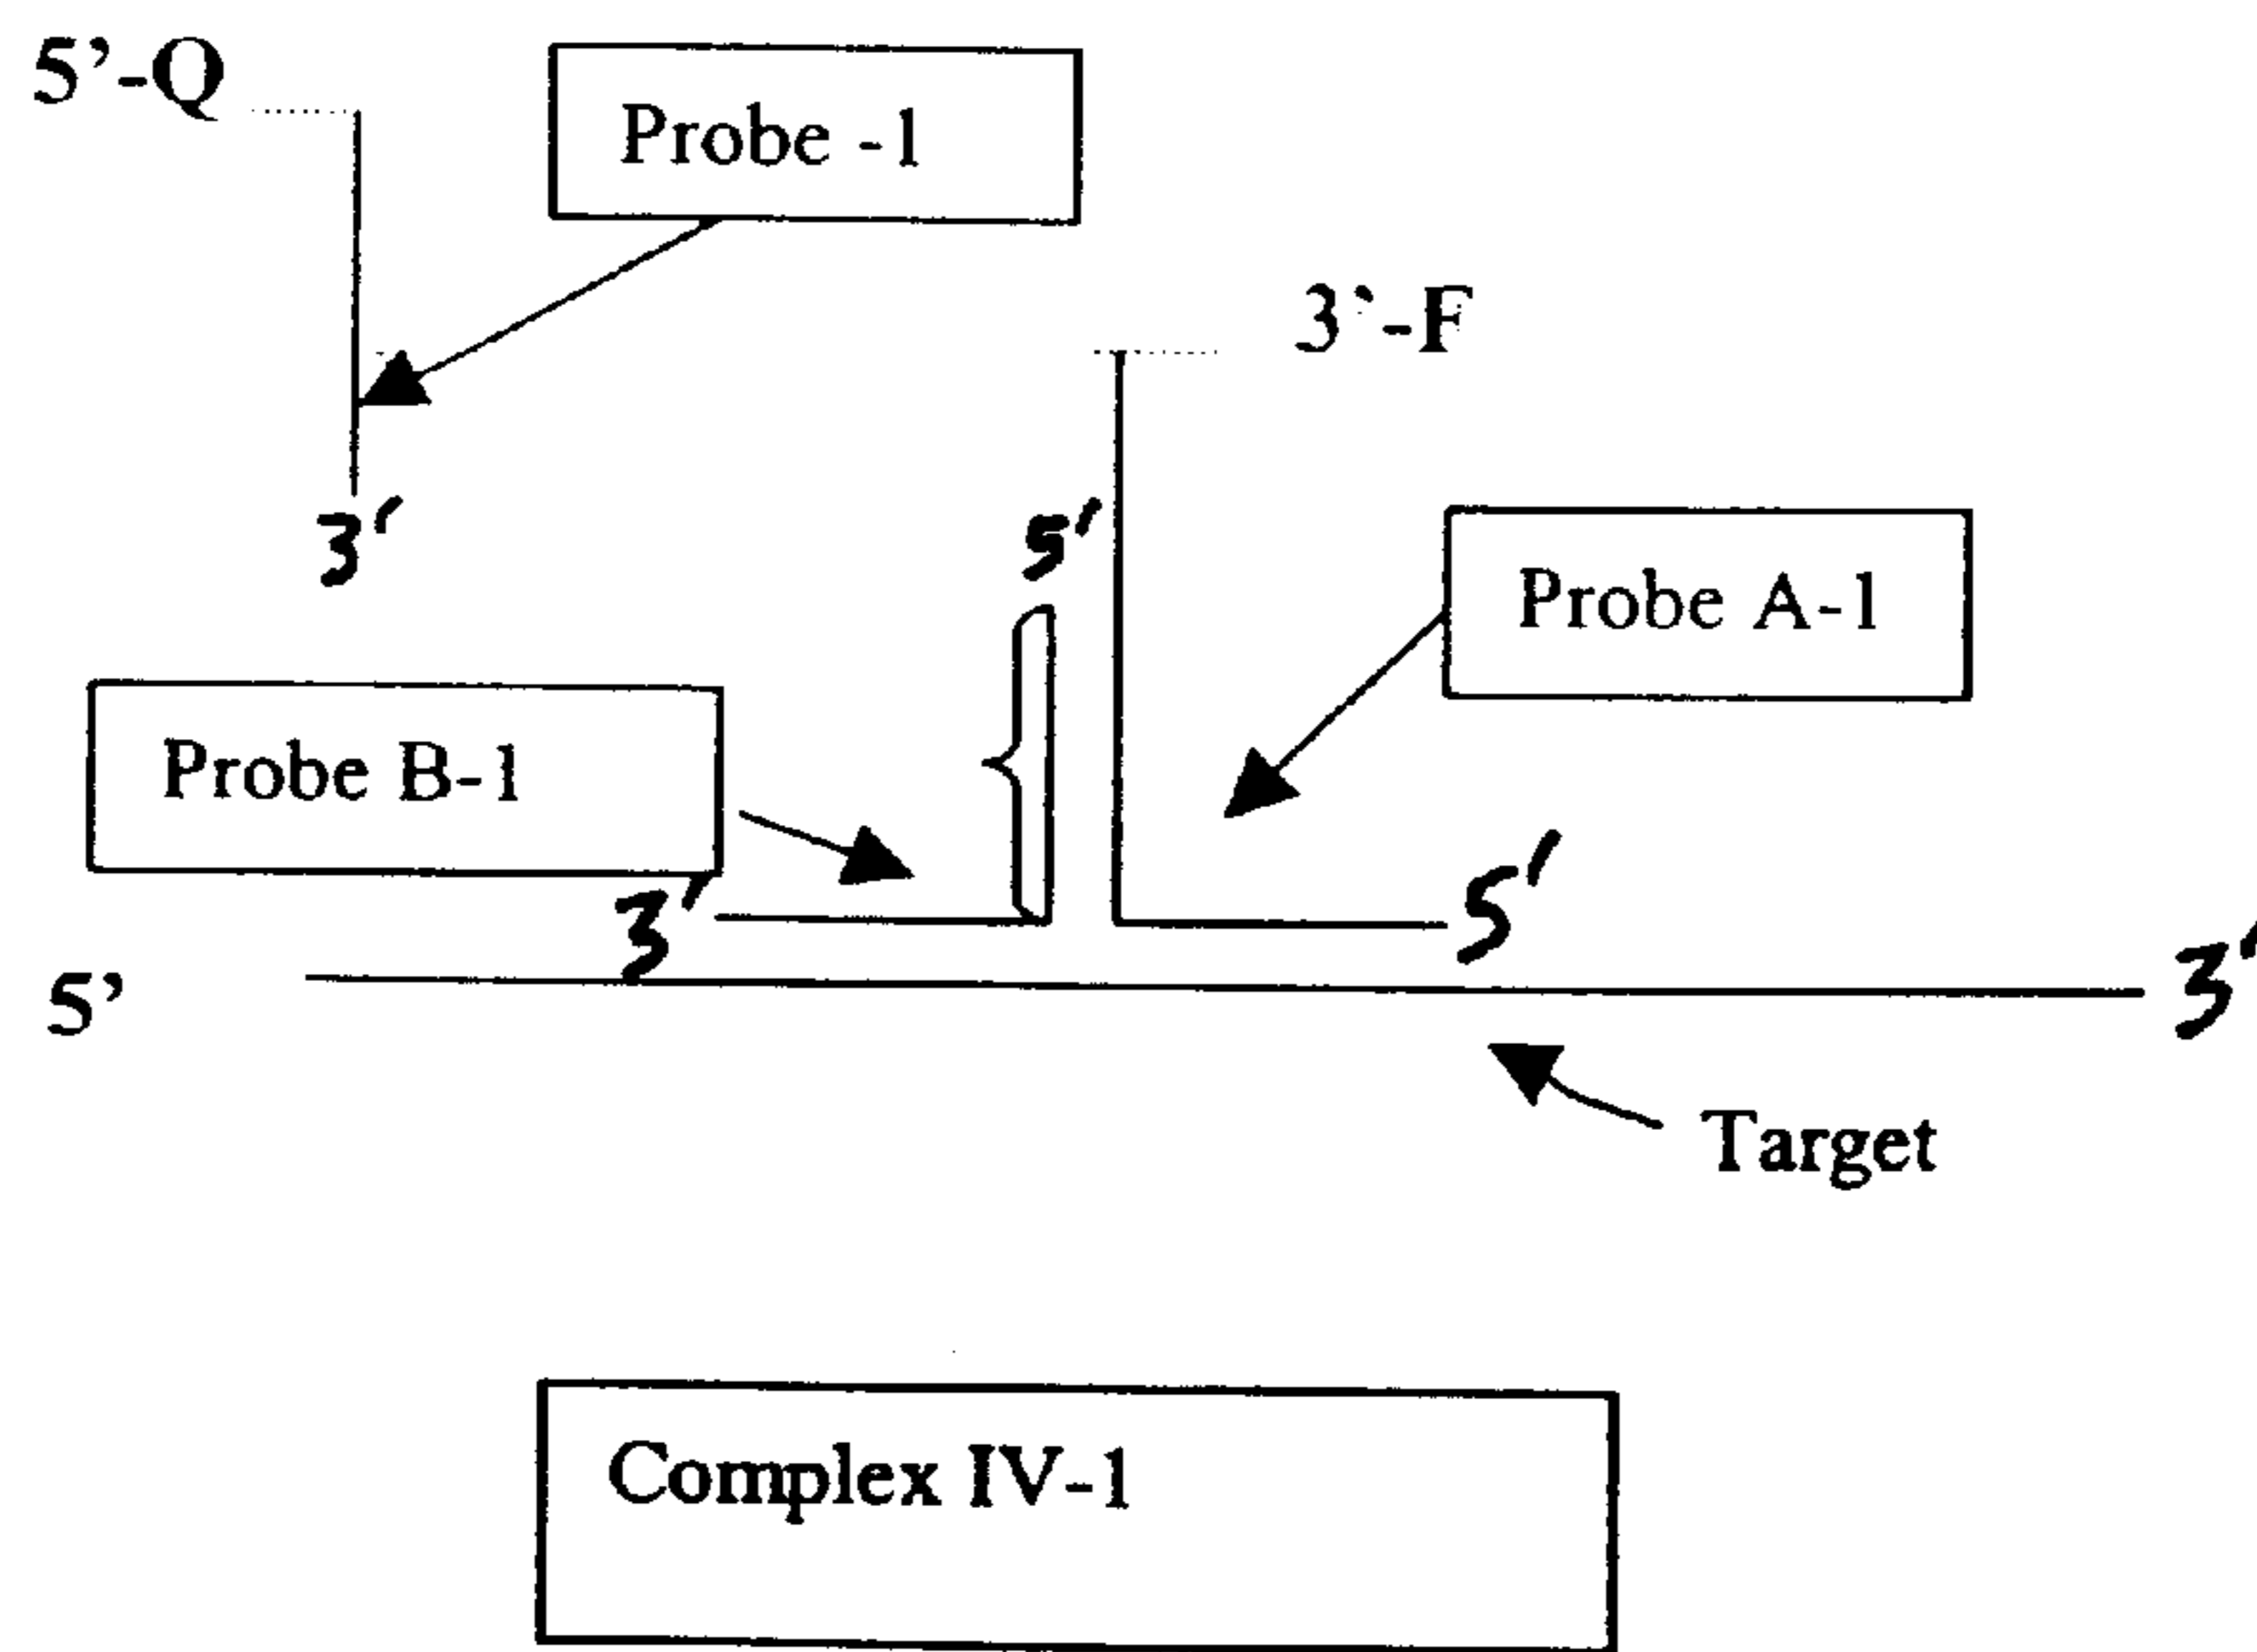 5’-Q
Probe -1
3’-F
3′
5′
Probe A-1
Probe B-1
3′
5′
5’
3′
Target
Complex IV-1